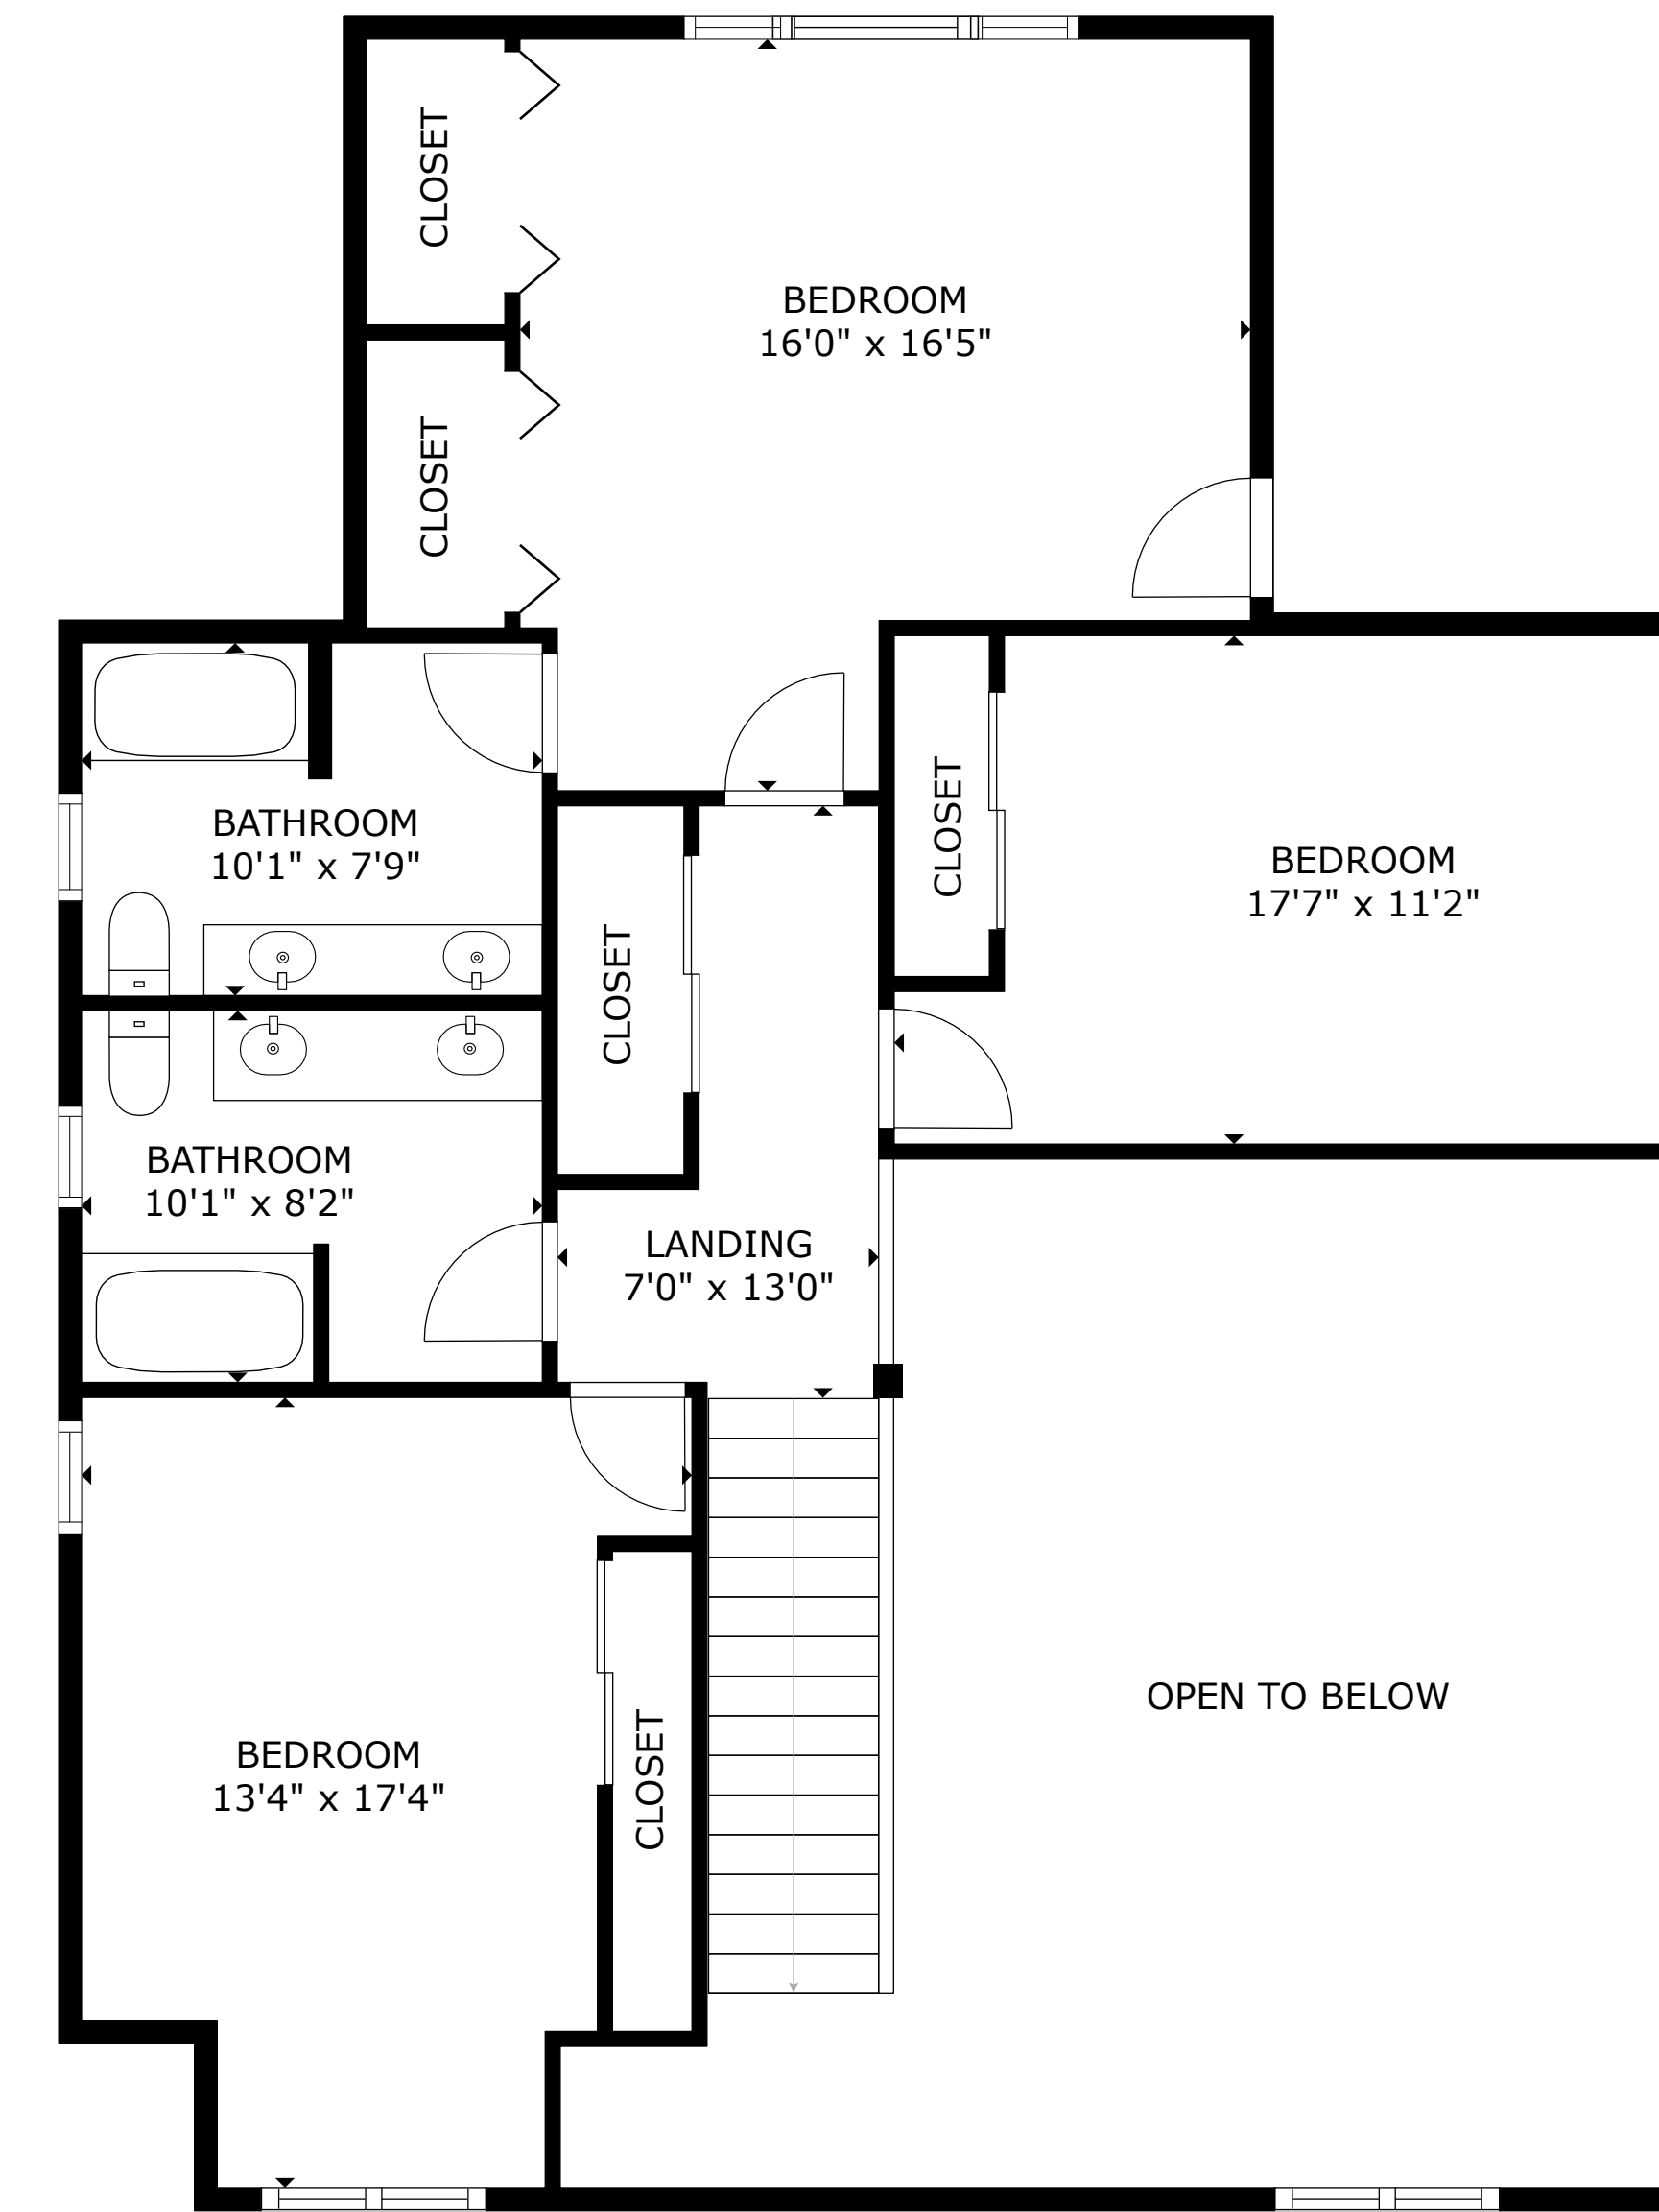 CLOSET
BEDROOM
16'0" x 16'5"
CLOSET
BATHROOM
10'1" x 7'9"
CLOSET
BEDROOM
17'7" x 11'2"
CLOSET
BATHROOM
10'1" x 8'2"
LANDING
7'0" x 13'0"
OPEN TO BELOW
BEDROOM
13'4" x 17'4"
CLOSET